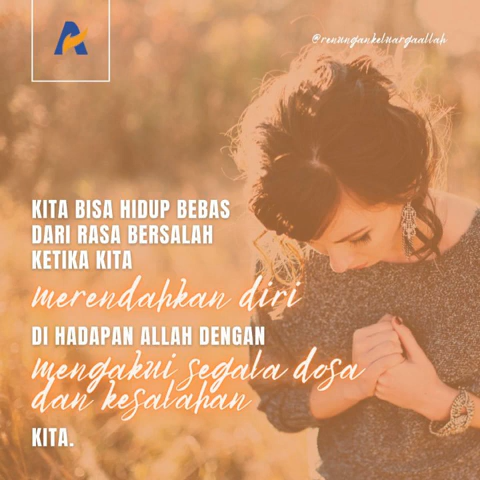 @renungankeluargaallah
KITA BISA HIDUP BEBAS
DARI RASA BERSALAH
KETIKA KITA
merendahkan diri
DI HADAPAN ALLAH DENGAN
mengakui segala dosa
dan kesalahan
KITA.